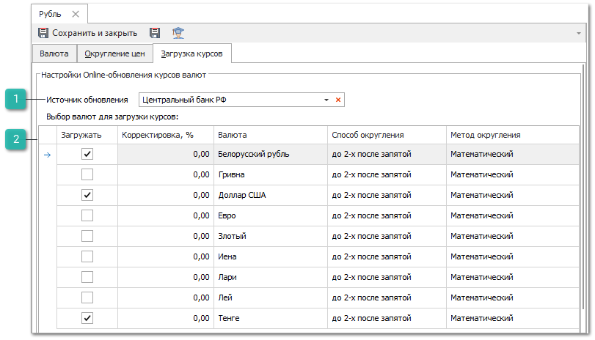 Рубль
Сохранить и закрыть
Валюта Округление цен Загрузка курсов
Настройки Online-обновления курсов валют
1 Источник обновления Центральный банк РФ
Выбор валют для загрузки курсов:
2 Загружать Корректировка, % Валюта Способ округления Метод округления
0,00 Белорусский рубль до 2-х после запятой Математический
0,00 Гривна до 2-х после запятой Математический
0,00 Доллар США до 2-х после запятой Математический
0,00 Евро до 2-х после запятой Математический
0,00 Злотый до 2-х после запятой Математический
0,00 Иена до 2-х после запятой Математический
0,00 Лари до 2-х после запятой Математический
0,00 Лей до 2-х после запятой Математический
0,00 Тенге до 2-х после запятой Математический